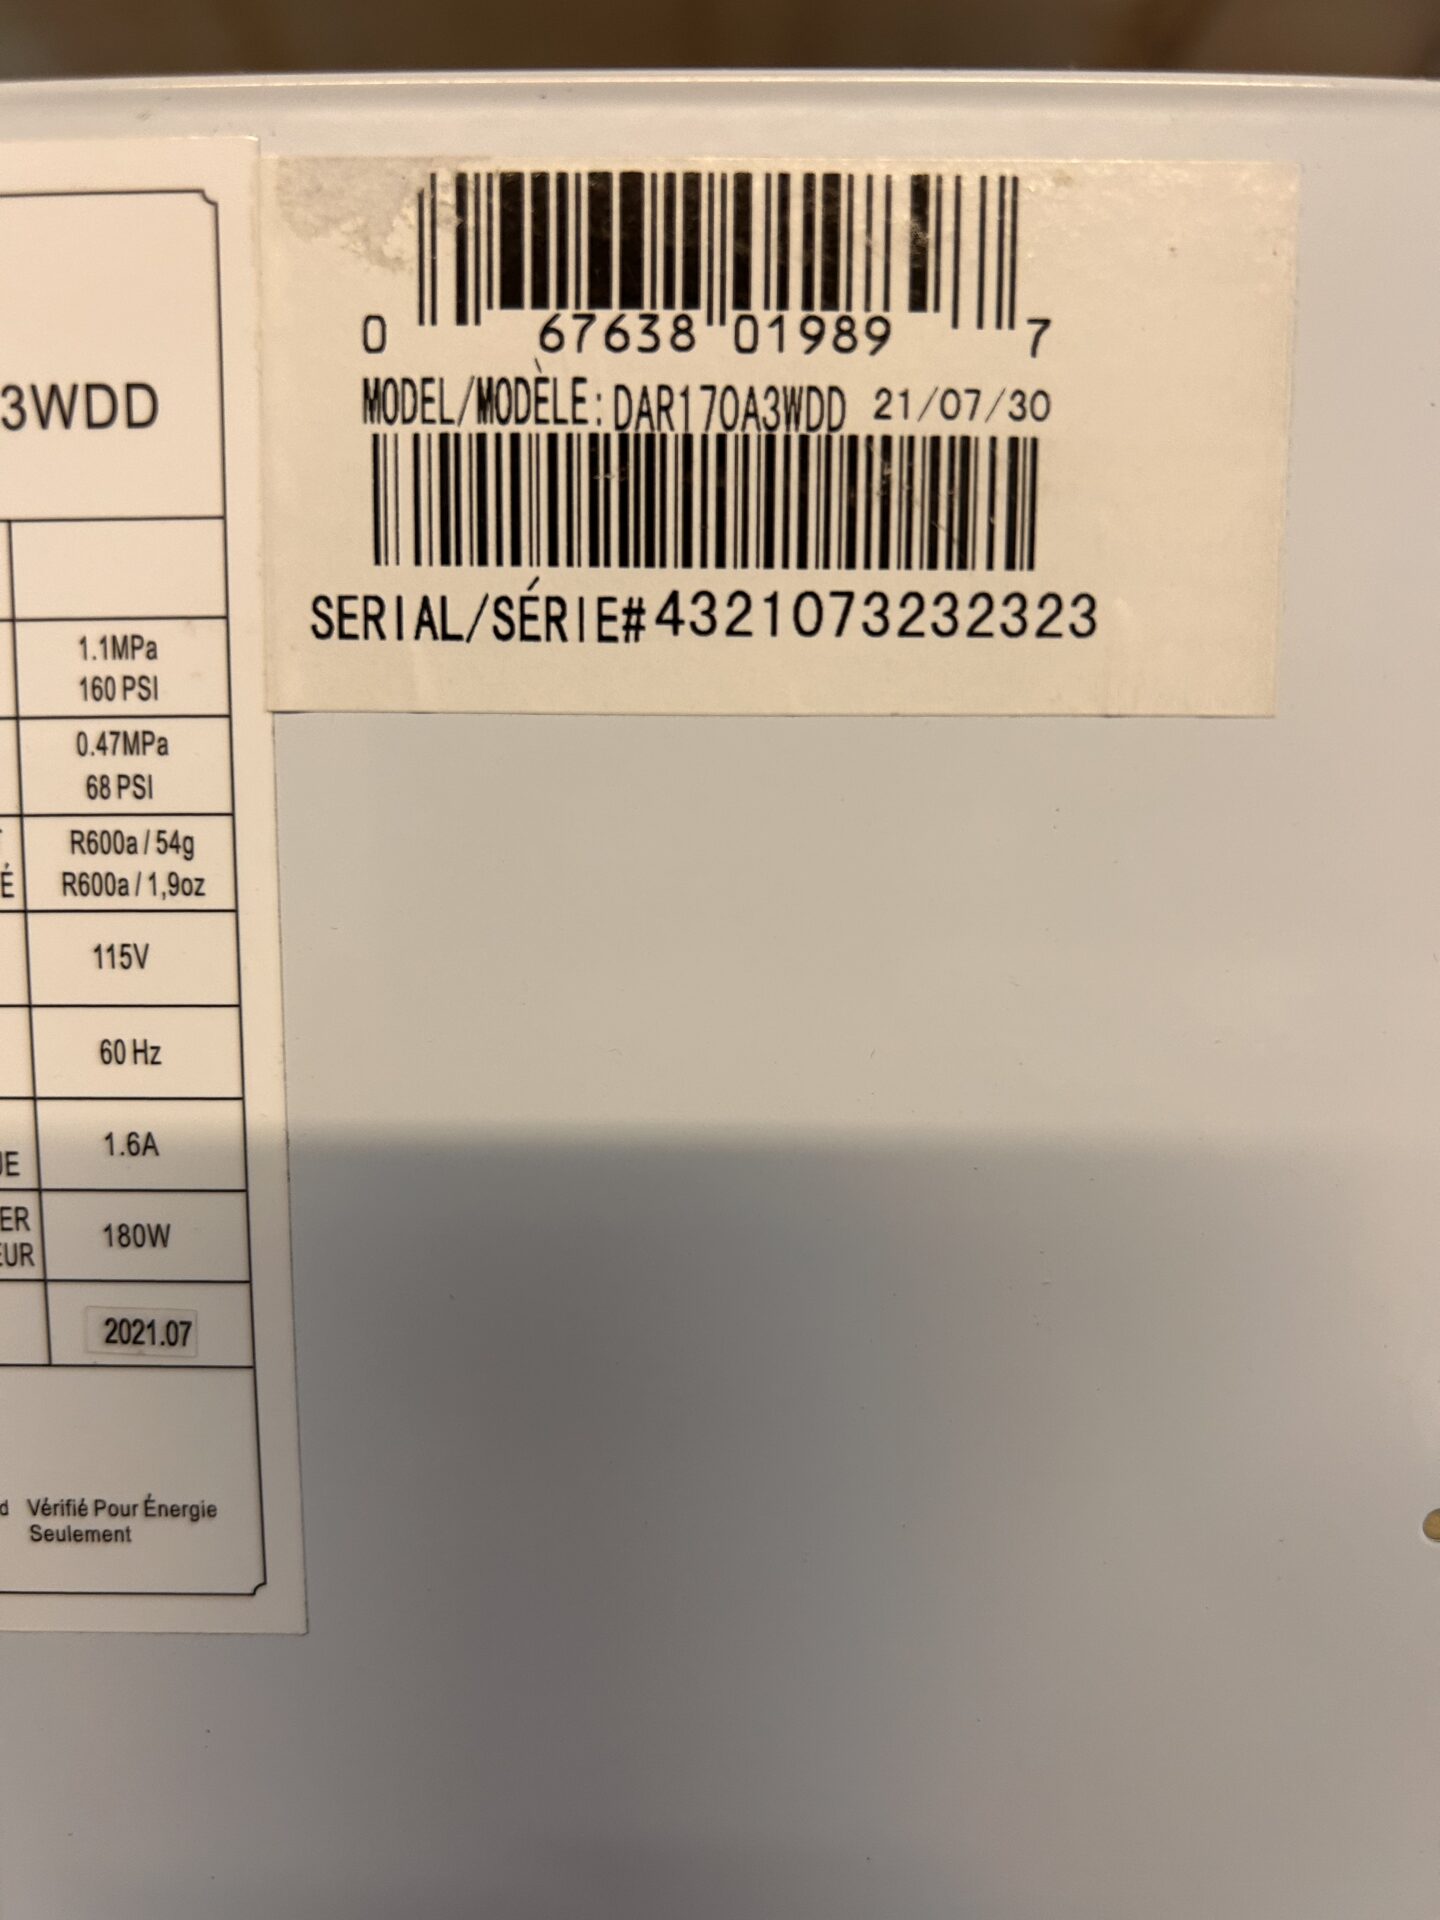 0 67638 01989 7
MODEL/MODÈLE: DAR170A3WDD 21/07/30
SERIAL/SÉRIE#4321073232323
3WDD
1.1MPa
160 PSI
0.47MPa
68 PSI
R600a / 54g
É R600a / 1,9oz
115V
60 Hz
1.6A
UE
ER
EUR
180W
2021.07
d Vérifié Pour Énergie
Seulement